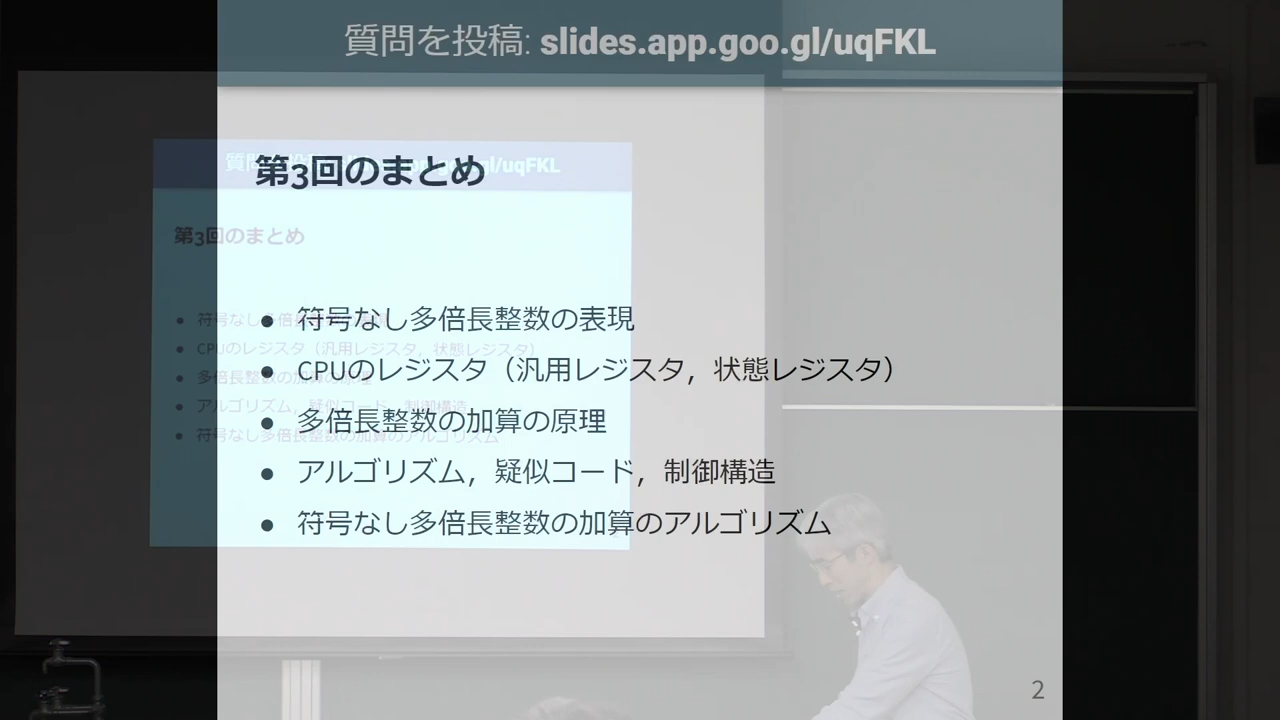 質問を投稿: slides.app.goo.gl/uqFKL
第3回のまとめ
● 符号なし多倍長整数の表現
● CPUのレジスタ（汎用レジスタ，状態レジスタ）
● 多倍長整数の加算の原理
● アルゴリズム，疑似コード，制御構造
● 符号なし多倍長整数の加算のアルゴリズム
2
第3回のまとめ